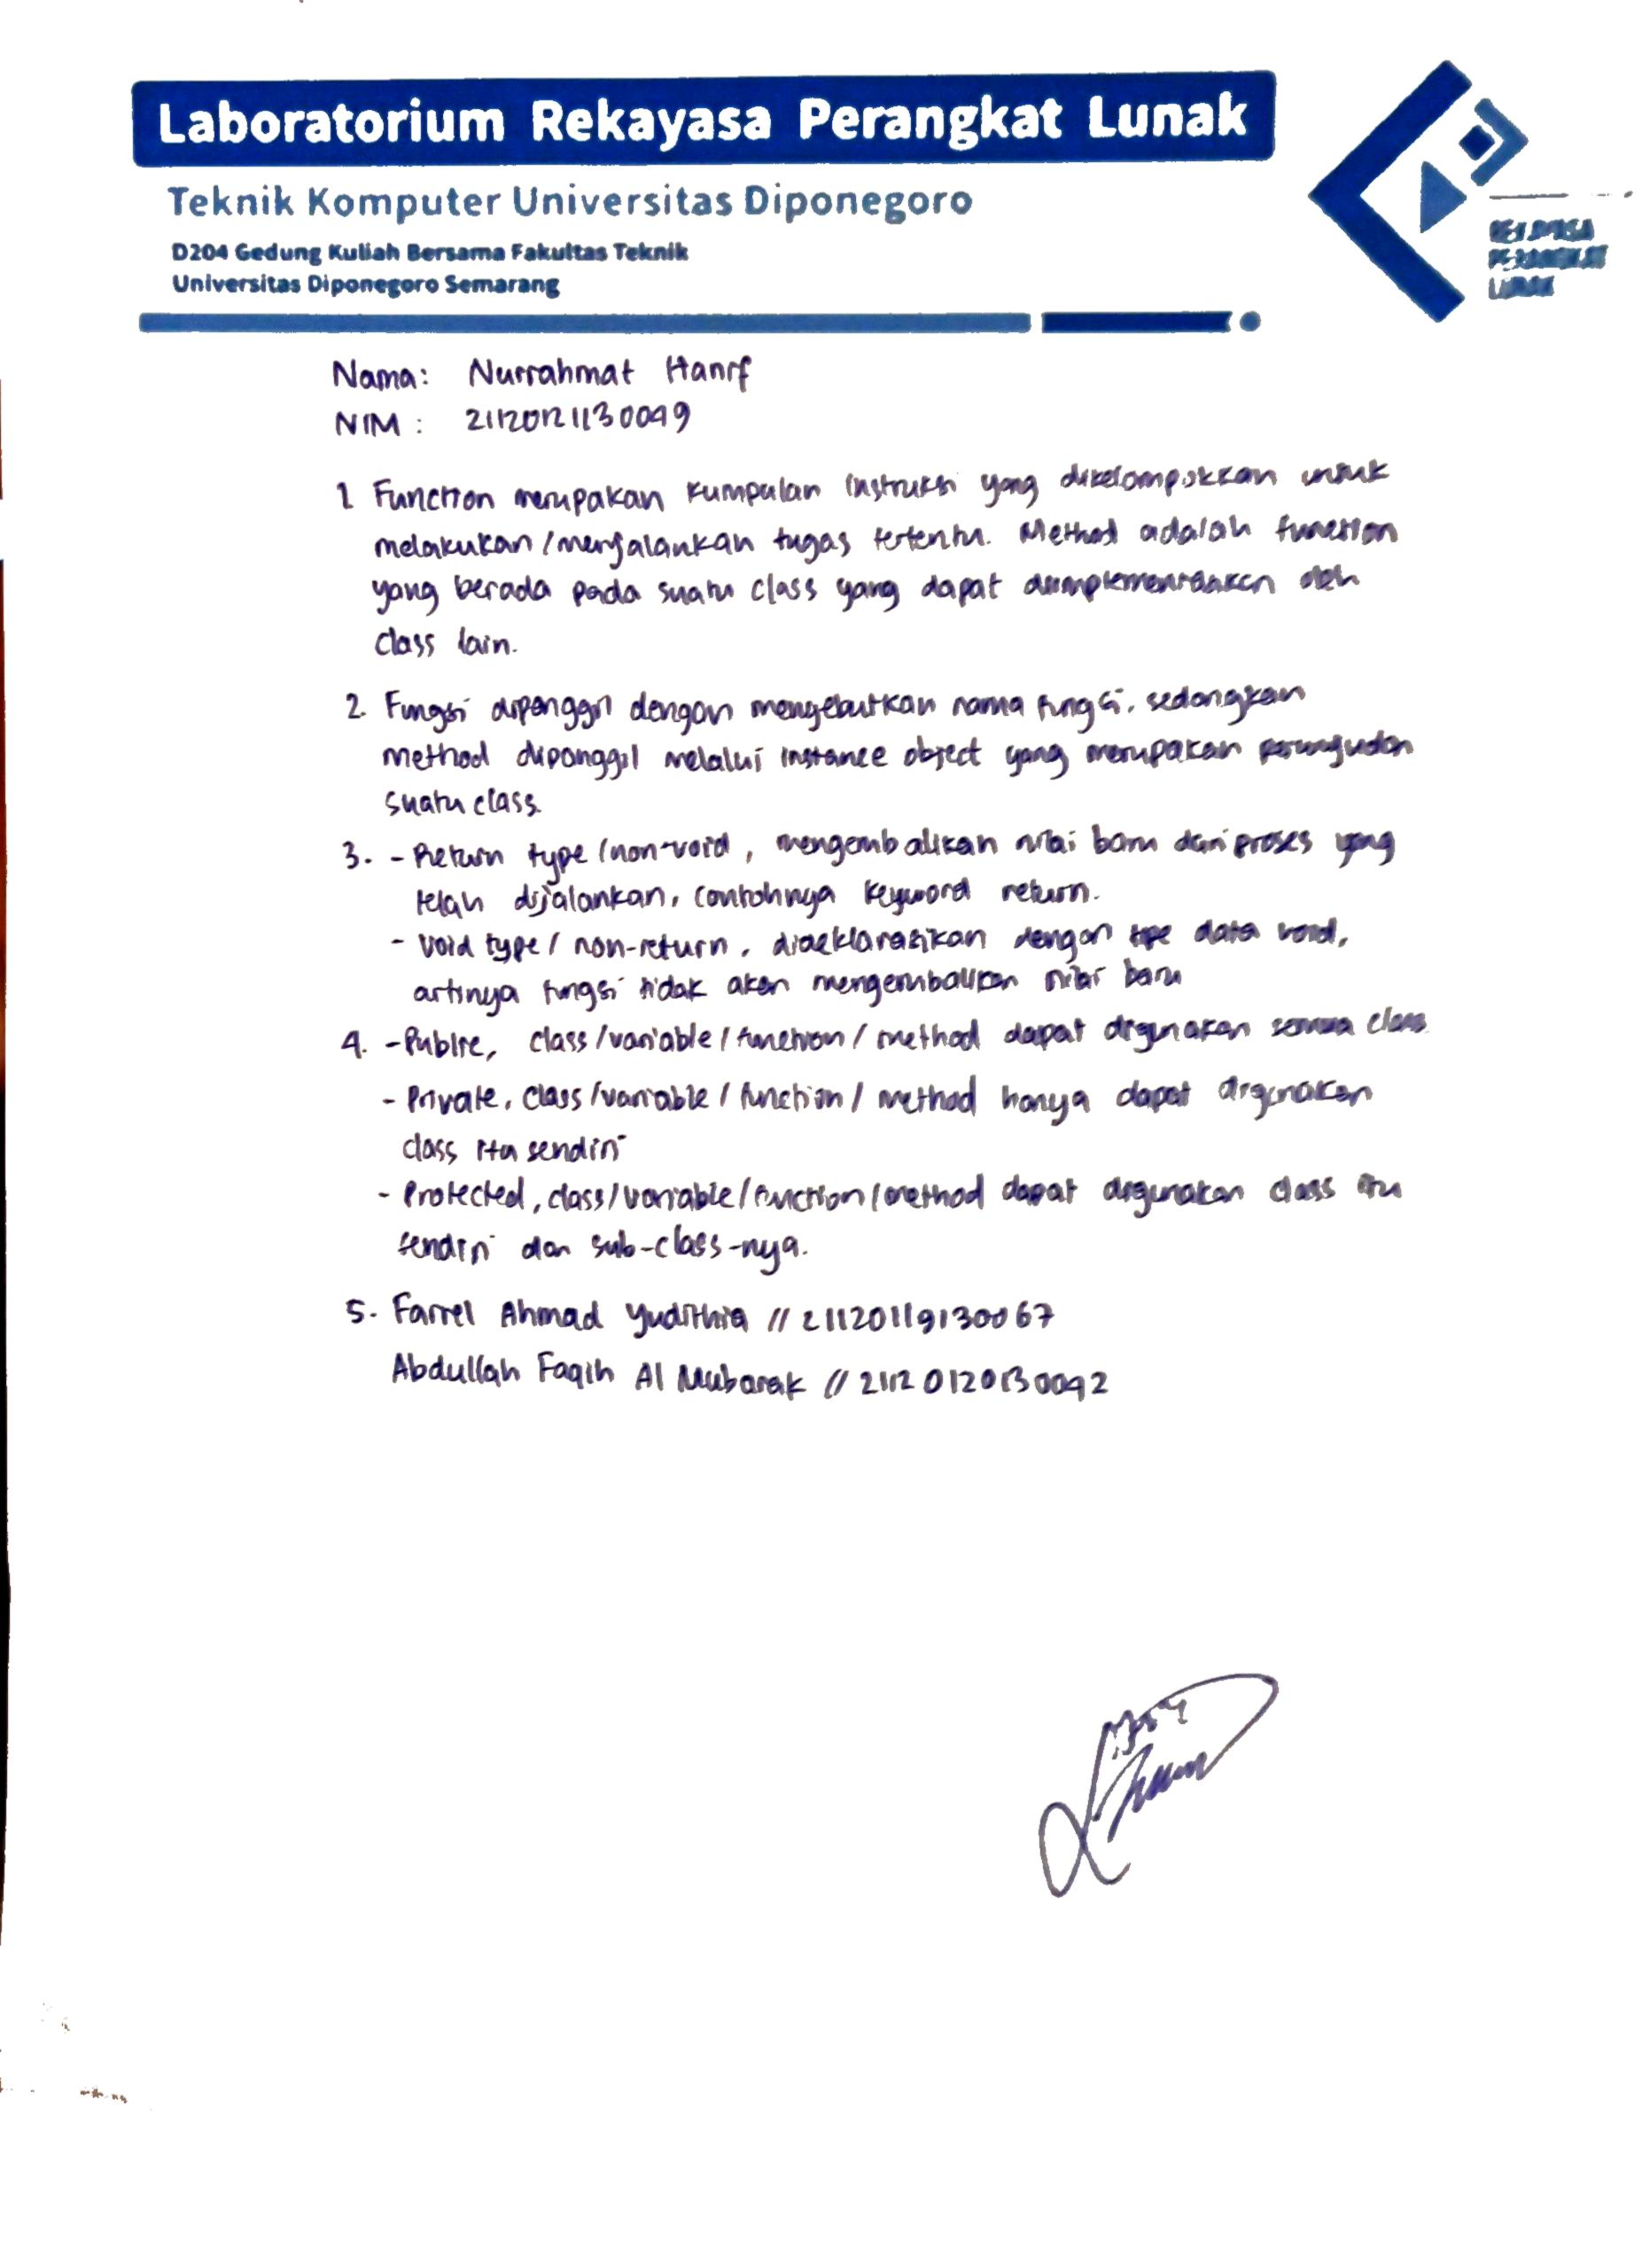 Laboratorium Rekayasa Perangkat Lunak
Teknik Komputer Universitas Diponegoro
D204 Gedung Kuliah Bersama Fakultas Teknik
Universitas Diponegoro Semarang
REKAYASA
PERANGKAT
LUNAK
Nama: Nurrahmat Hanif
NIM : 21120121130049
1. Function merupakan kumpulan instruksi yang dikelompokkan untuk
melakukan/menjalankan tugas tertentu. Method adalah function
yang berada pada suatu class yang dapat diimplementasikan oleh
class lain.
2. Fungsi dipanggil dengan menyebutkan nama fungsi, sedangkan
method dipanggil melalui instance object yang merupakan perwujudan
suatu class.
3. - Return type/non-void, mengembalikan nilai baru dari proses yang
telah dijalankan, contohnya keyword return.
- Void type/ non-return, dideklarasikan dengan tipe data void,
artinya fungsi tidak akan mengembalikan nilai baru
4. - Public, class/variable/function/method dapat digunakan semua class
- Private, class/variable/function/method hanya dapat digunakan
class itu sendiri
- Protected, class/variable/function/method dapat digunakan class itu
sendiri dan sub-class-nya.
5. Farrel Ahmad Yudithia // 21120119130067
Abdullah Faqih Al Mubarak // 21120120130092